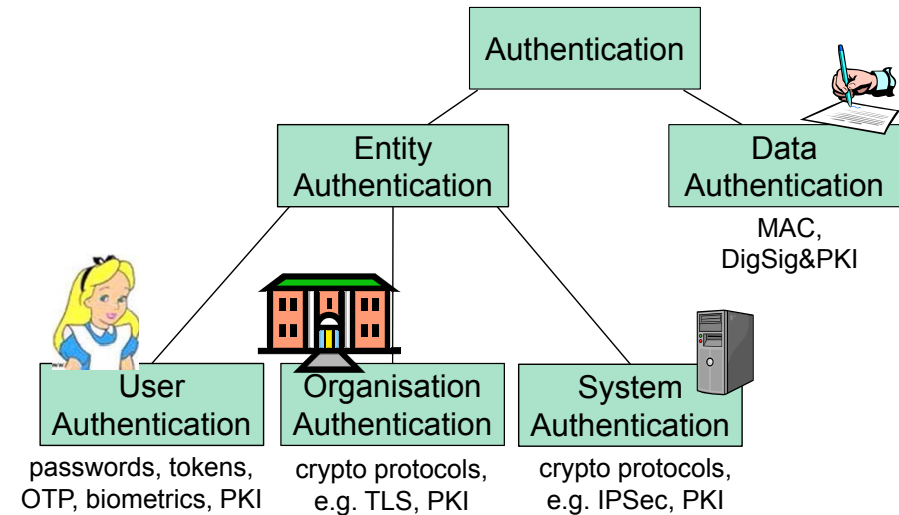 Authentication
Entity
Authentication
Data
Authentication
MAC,
DigSig&PKI
User
Authentication
passwords, tokens,
OTP, biometrics, PKI
Organisation
Authentication
crypto protocols,
e.g. TLS, PKI
System
Authentication
crypto protocols,
e.g. IPSec, PKI